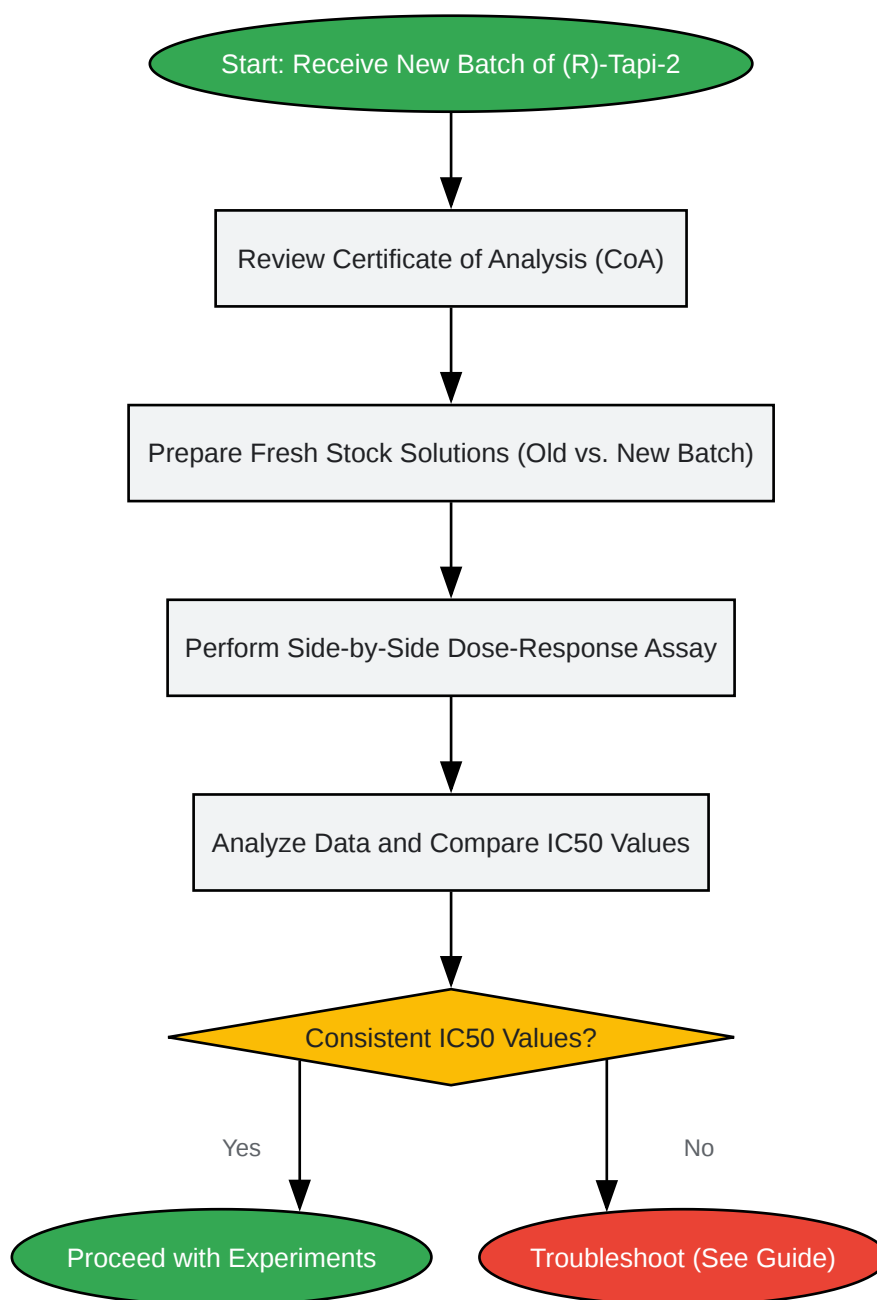 Start: Receive New Batch of (R)-Tapi-2
Review Certificate of Analysis (CoA)
Prepare Fresh Stock Solutions (Old vs. New Batch)
Perform Side-by-Side Dose-Response Assay
Analyze Data and Compare IC50 Values
Consistent IC50 Values?
Yes
No
Proceed with Experiments
Troubleshoot (See Guide)